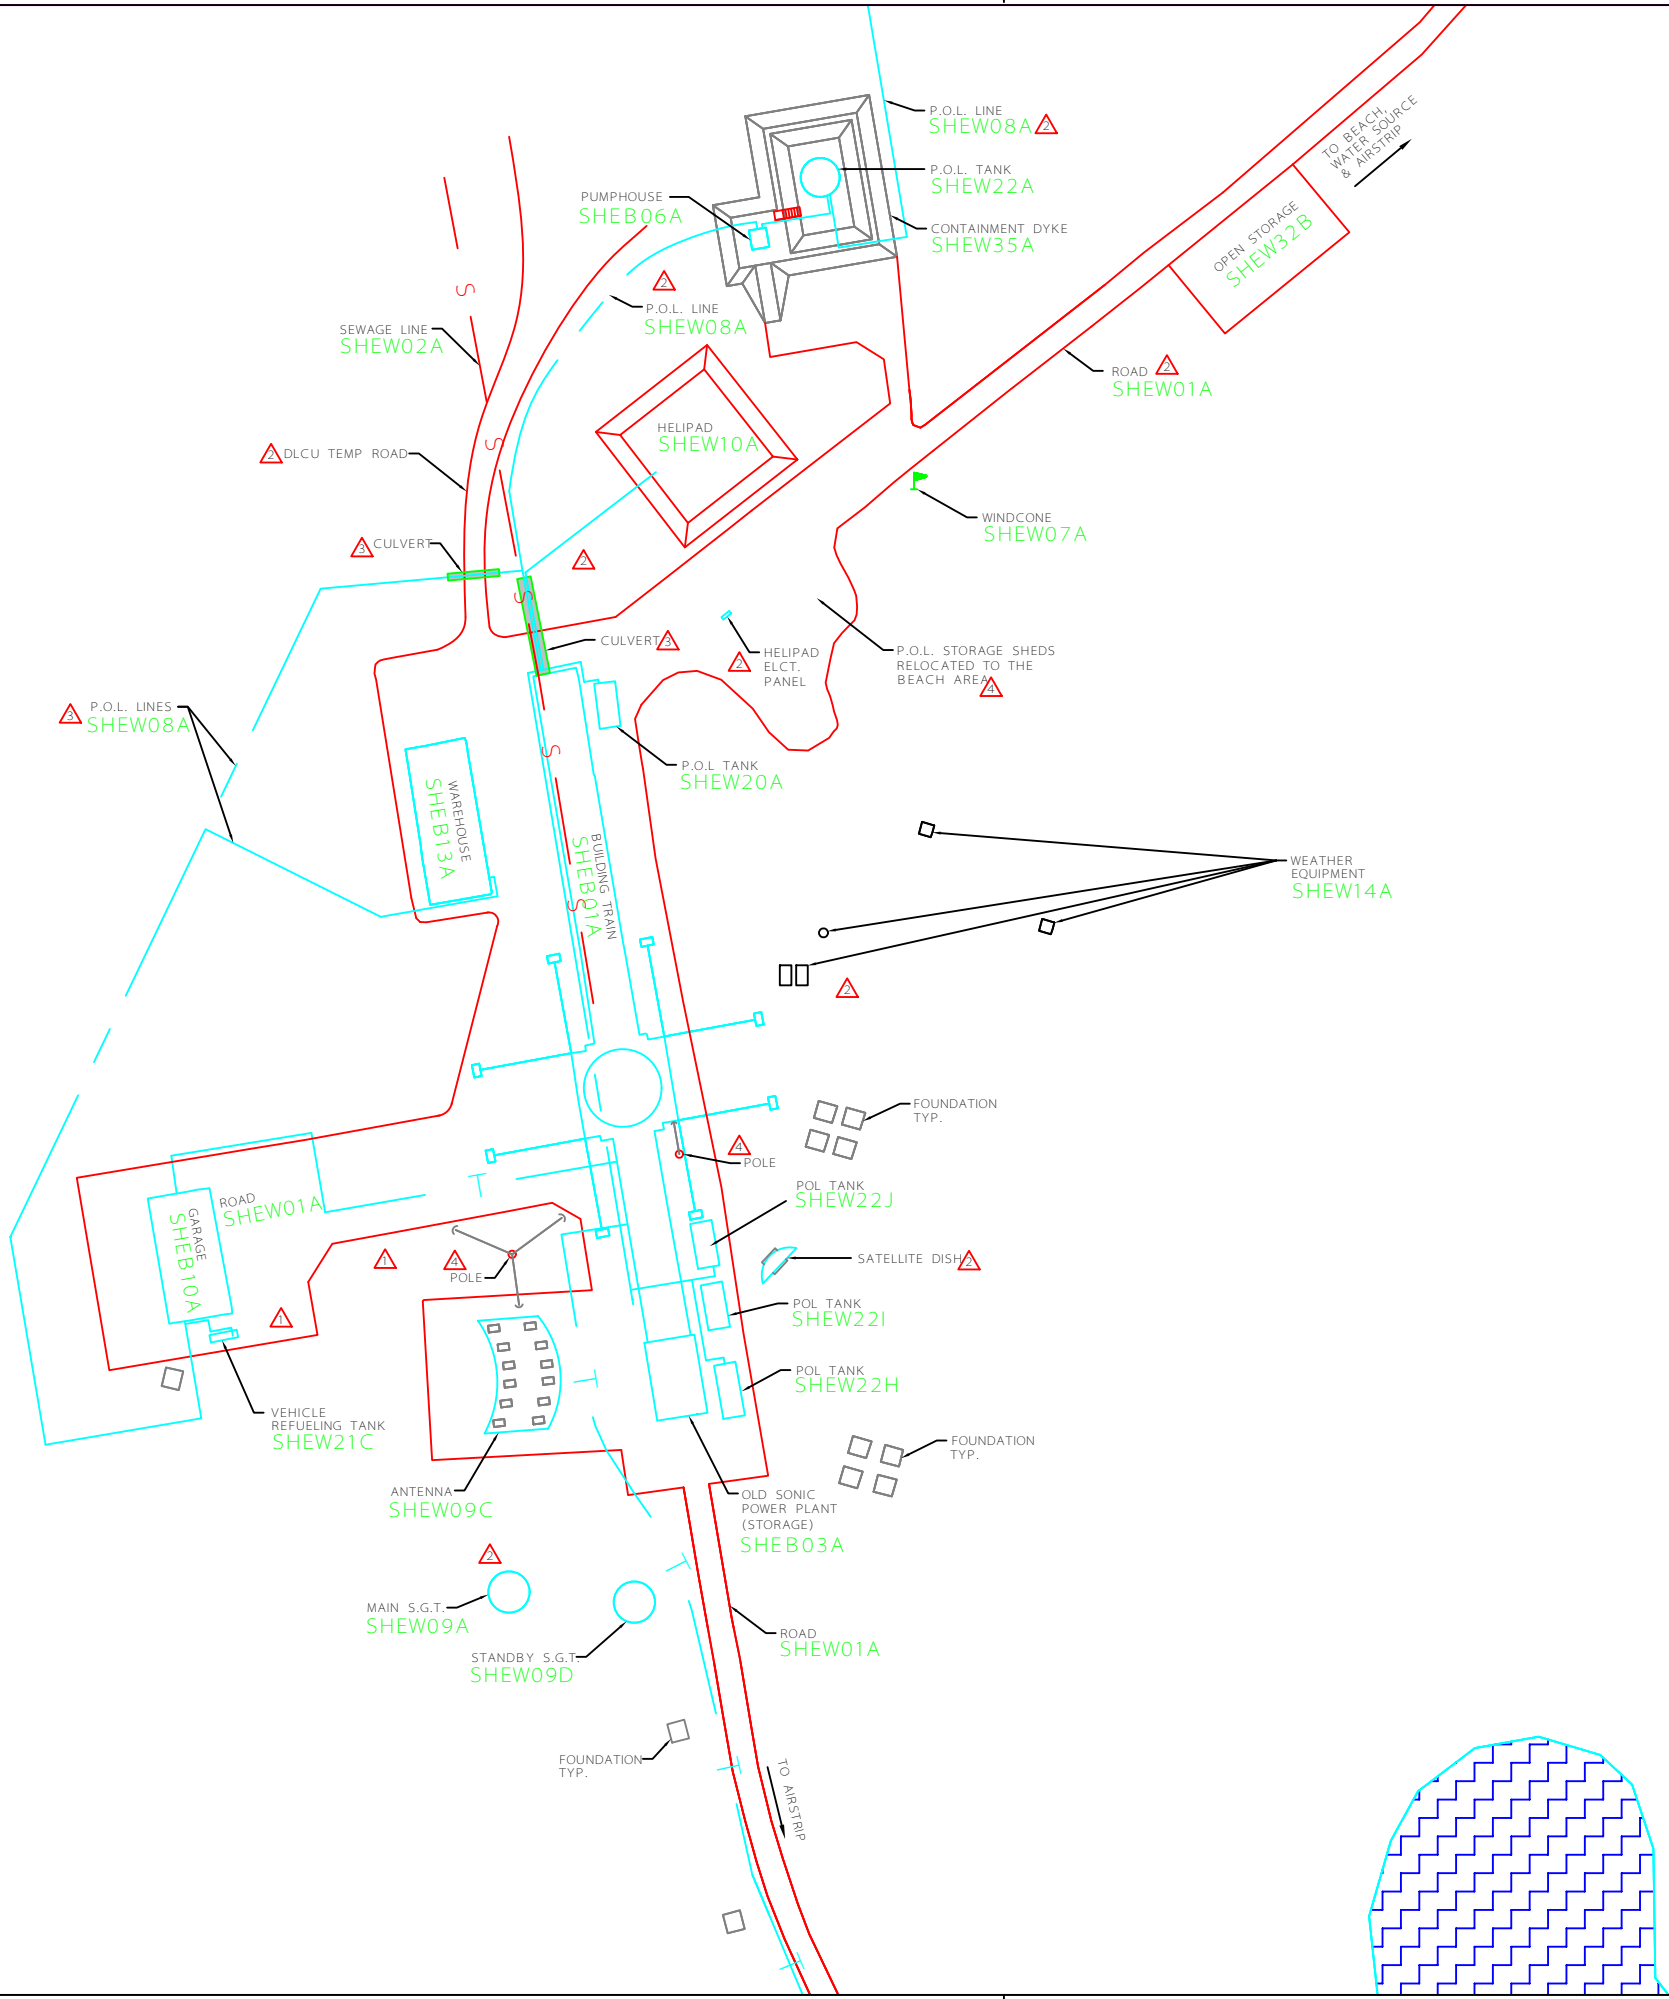 P.O.L. LINE
SHEW08A 2
P.O.L. TANK
SHEW22A
PUMPHOUSE
SHEB06A
CONTAINMENT DYKE
SHEW35A
TO BEACH,
WATER SOURCE
& AIRSTRIP
OPEN STORAGE
SHEW32B
2
S
P.O.L. LINE
SHEW08A
SEWAGE LINE
SHEW02A
ROAD 2
SHEW01A
HELIPAD
SHEW10A
S
2 DLCU TEMP ROAD
WINDCONE
SHEW07A
3 CULVERT
2
S
CULVERT 3
2
HELIPAD
ELCT.
PANEL
P.O.L. STORAGE SHEDS
RELOCATED TO THE
BEACH AREA
4
3 P.O.L. LINES
SHEW08A
S
P.O.L TANK
SHEW20A
WAREHOUSE
SHEB13A
BUILDING TRAIN
SHEB01A
S
WEATHER
EQUIPMENT
SHEW14A
2
FOUNDATION
TYP.
4
POLE
POL TANK
SHEW22J
ROAD
SHEW01A
GARAGE
SHEB10A
1
4
POLE
SATELLITE DISH 2
1
POL TANK
SHEW22I
POL TANK
SHEW22H
VEHICLE
REFUELING TANK
SHEW21C
FOUNDATION
TYP.
ANTENNA
SHEW09C
OLD SONIC
POWER PLANT
(STORAGE)
SHEB03A
2
MAIN S.G.T.
SHEW09A
STANDBY S.G.T.
SHEW09D
ROAD
SHEW01A
FOUNDATION
TYP.
TO AIRSTRIP